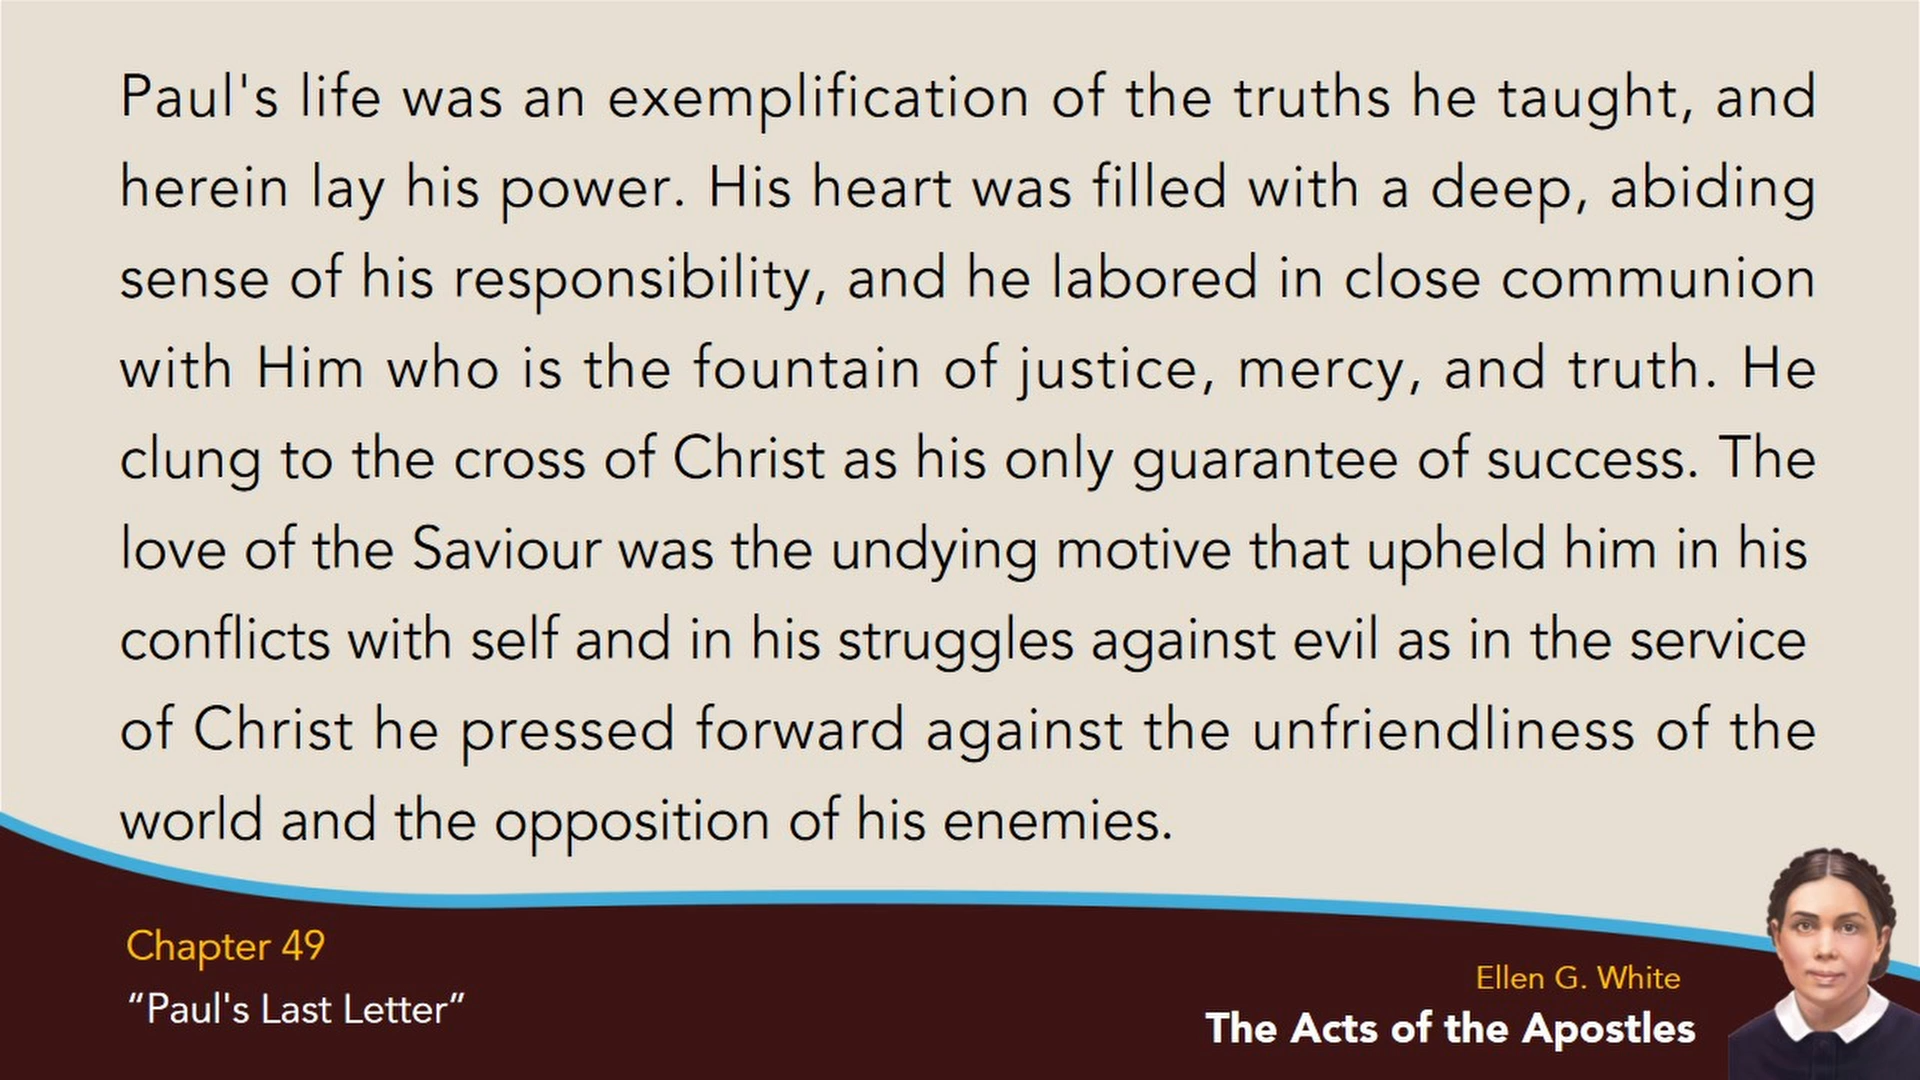 Paul's life was an exemplification of the truths he taught, and
herein lay his power. His heart was filled with a deep, abiding
sense of his responsibility, and he labored in close communion
with Him who is the fountain of justice, mercy, and truth. He
clung to the cross of Christ as his only guarantee of success. The
love of the Saviour was the undying motive that upheld him in his
conflicts with self and in his struggles against evil as in the service
of Christ he pressed forward against the unfriendliness of the
world and the opposition of his enemies.
Chapter 49
“Paul's Last Letter”
Ellen G. White
The Acts of the Apostles